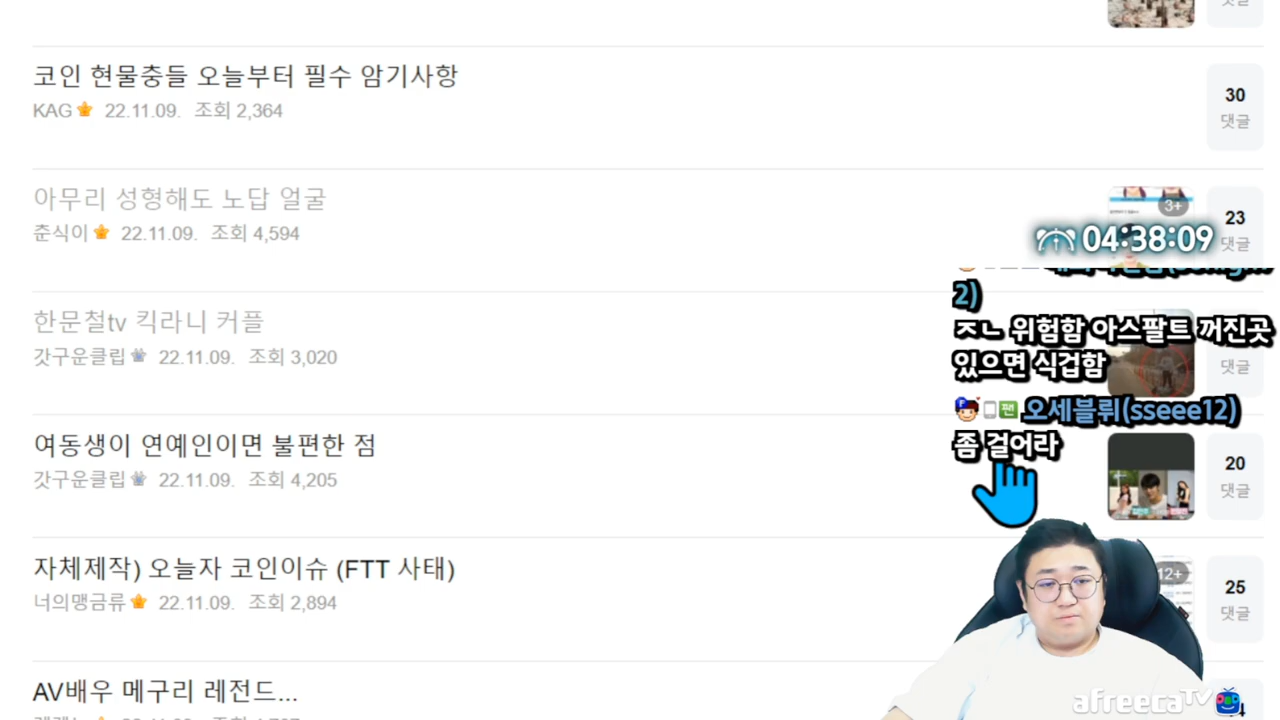 댓글
코인 현물충들 오늘부터 필수 암기사항
KAG 22.11.09. 조회 2,364
30
댓글
아무리 성형해도 노답 얼굴
춘식이 22.11.09. 조회 4,594
3+
23
댓글
04:38:09
2)
한문철tv 킥라니 커플
갓구운클립 22.11.09. 조회 3,020
댓글
ㅈㄴ 위험함 아스팔트 꺼진곳
있으면 식겁함
오세블뤼(sseee12)
좀 걸어라
여동생이 연예인이면 불편한 점
갓구운클립 22.11.09. 조회 4,205
20
댓글
자체제작) 오늘자 코인이슈 (FTT 사태)
너의맹금류 22.11.09. 조회 2,894
12+
25
댓글
AV배우 메구리 레전드...
afreecaTV